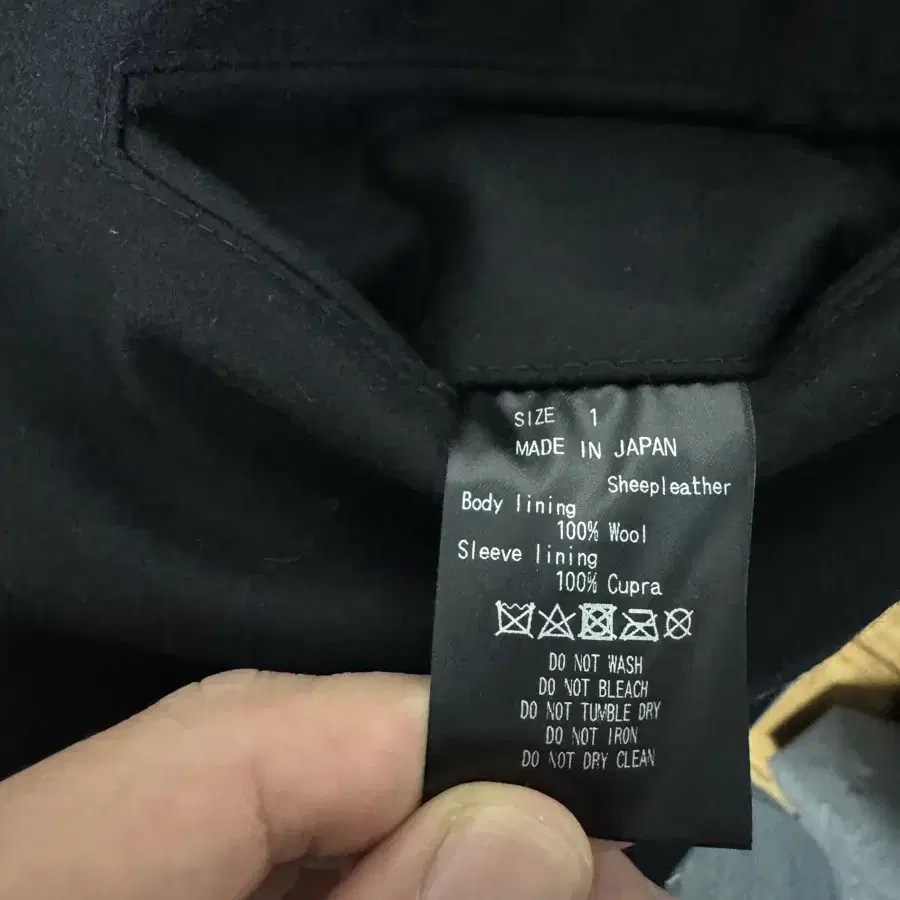 SIZE 1
MADE IN JAPAN
Sheepleather
Body lining
100% Wool
Sleeve lining
100% Cupra
DO NOT WASH
DO NOT BLEACH
DO NOT TUMBLE DRY
DO NOT IRON
DO NOT DRY CLEAN